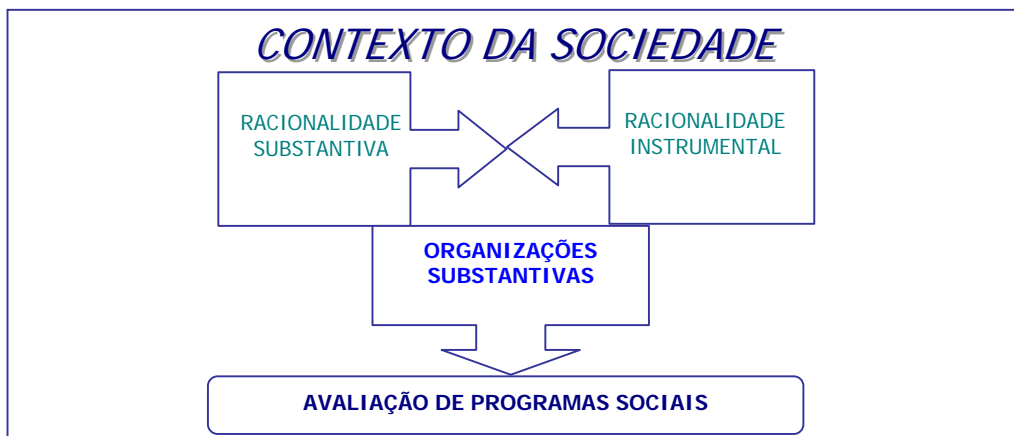 CONTEXTO DA SOCIEDADE
RACIONALIDADE
SUBSTANTIVA
RACIONALIDADE
INSTRUMENTAL
ORGANIZAÇÕES
SUBSTANTIVAS
AVALIAÇÃO DE PROGRAMAS SOCIAIS